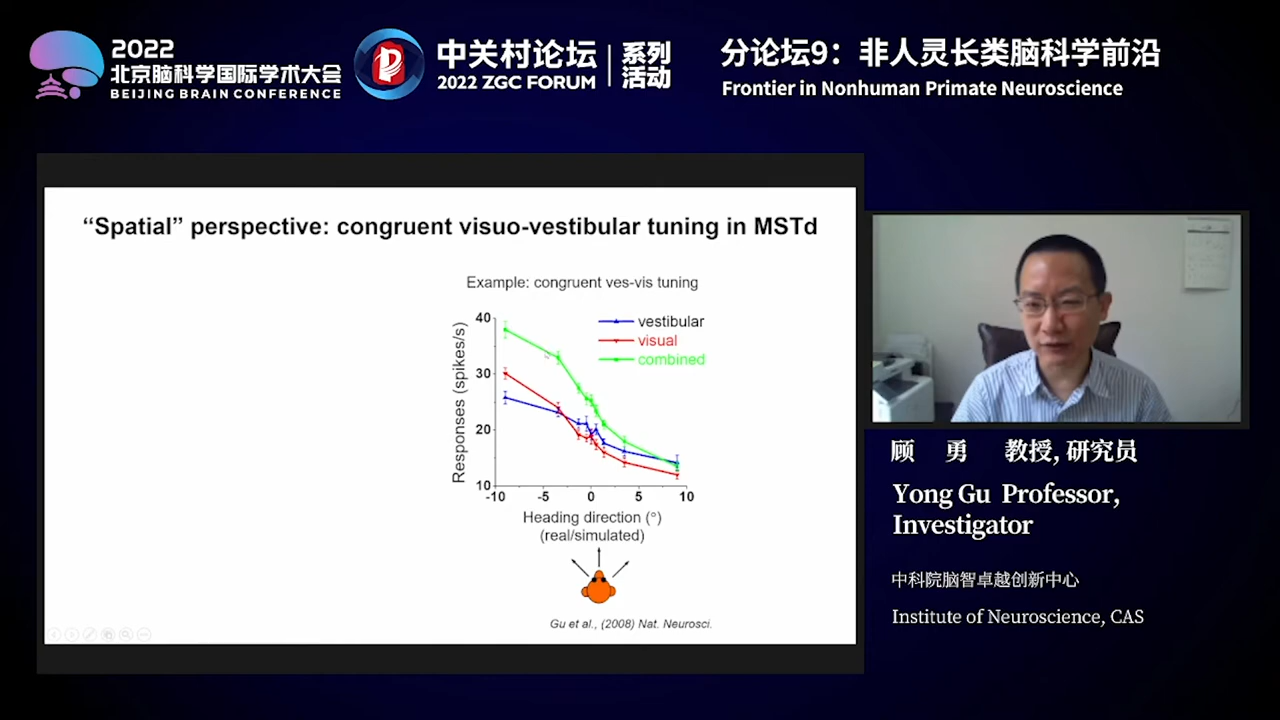 2022
北京脑科学国际学术大会
BEIJING BRAIN CONFERENCE
中关村论坛
2022 ZGC FORUM
系列
活动
分论坛9：非人灵长类脑科学前沿
Frontier in Nonhuman Primate Neuroscience
“Spatial” perspective: congruent visuo-vestibular tuning in MSTd
Example: congruent ves-vis tuning
vestibular
visual
combined
Responses (spikes/s)
40
30
20
10
-10 -5 0 5 10
Heading direction (°)
(real/simulated)
Gu et al., (2008) Nat. Neurosci.
顾 勇 教授, 研究员
Yong Gu Professor,
Investigator
中科院脑智卓越创新中心
Institute of Neuroscience, CAS